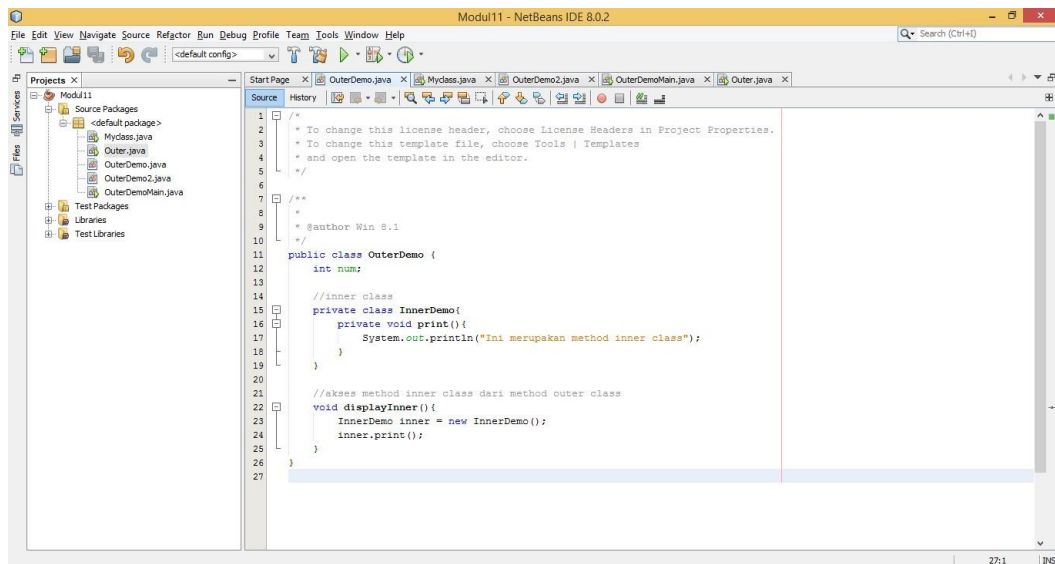 Modul11 - NetBeans IDE 8.0.2
File Edit View Navigate Source Refactor Run Debug Profile Team Tools Window Help
Search (Ctrl+I)
<default config>
Projects
Services
Files
Modul11
Source Packages
<default package>
Myclass.java
Outer.java
OuterDemo.java
OuterDemo2.java
OuterDemoMain.java
Test Packages
Libraries
Test Libraries
Start Page OuterDemo.java Myclass.java OuterDemo2.java OuterDemoMain.java Outer.java
Source History
1 /*
2 * To change this license header, choose License Headers in Project Properties.
3 * To change this template file, choose Tools | Templates
4 * and open the template in the editor.
5 */
6
7 /**
8 *
9 * @author Win 8.1
10 */
11 public class OuterDemo {
12 int num;
13
14 //inner class
15 private class InnerDemo{
16 private void print(){
17 System.out.println("Ini merupakan method inner class");
18 }
19 }
20
21 //akses method inner class dari method outer class
22 void displayInner(){
23 InnerDemo inner = new InnerDemo();
24 inner.print();
25 }
26 }
27
27:1 INS